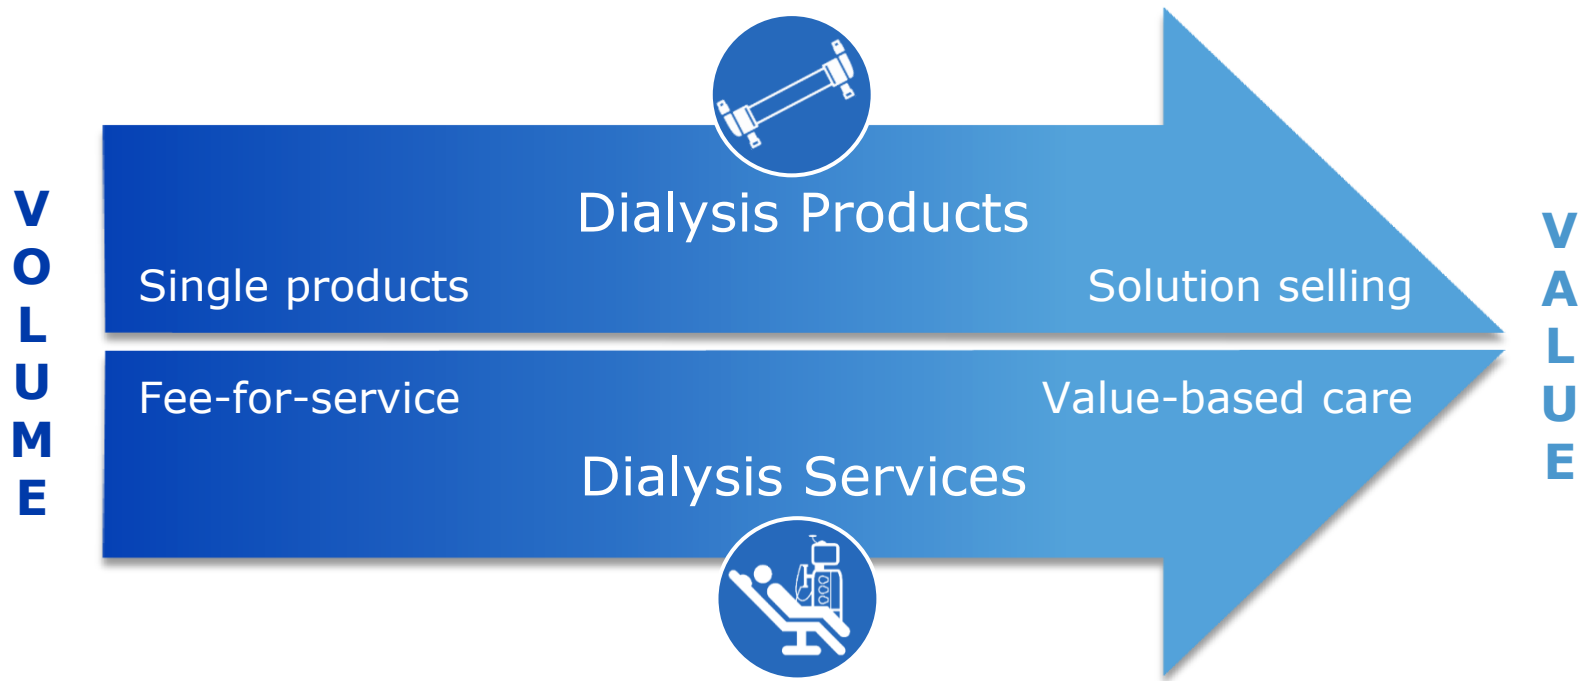 VOLUME
Dialysis Products
Single products
Solution selling
Fee-for-service
Value-based care
Dialysis Services
VALUE